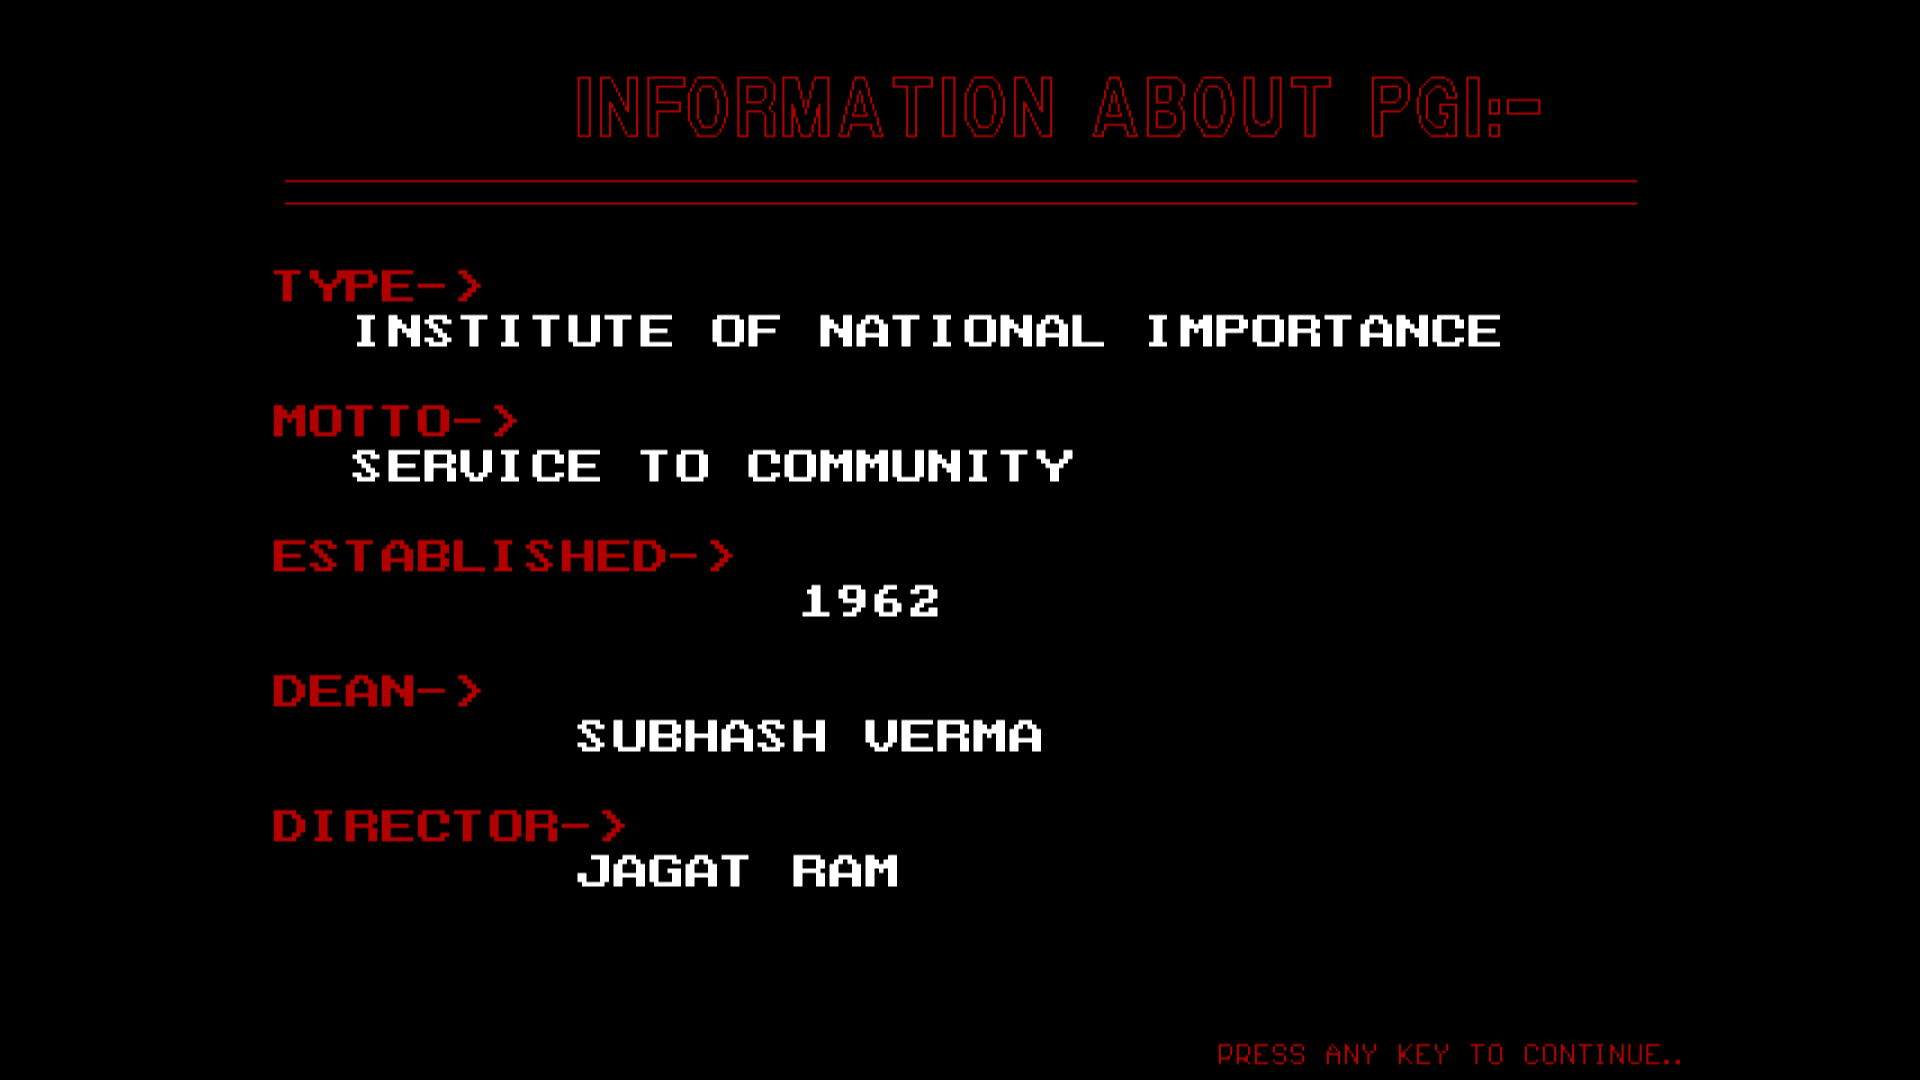 INFORMATION ABOUT PGI:-
TYPE->
INSTITUTE OF NATIONAL IMPORTANCE
MOTTO->
SERVICE TO COMMUNITY
ESTABLISHED->
1962
DEAN->
SUBHASH VERMA
DIRECTOR->
JAGAT RAM
PRESS ANY KEY TO CONTINUE..